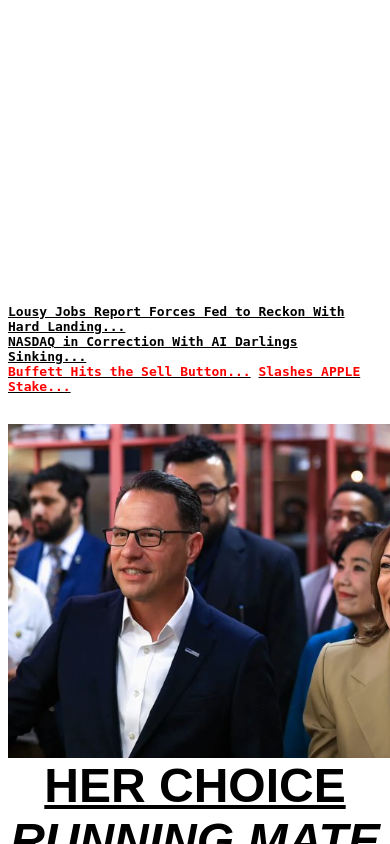 Lousy Jobs Report Forces Fed to Reckon With
Hard Landing...
NASDAQ in Correction With AI Darlings
Sinking...
Buffett Hits the Sell Button... Slashes APPLE
Stake...
HER CHOICE
RUNNING MATE